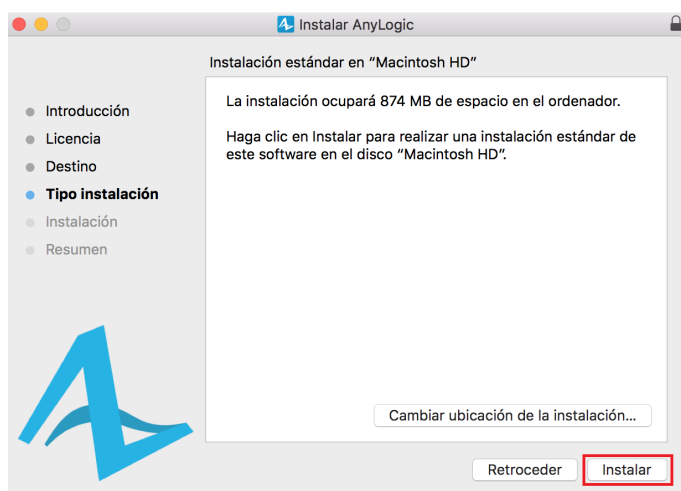 Instalar AnyLogic
Instalación estándar en “Macintosh HD”
Introducción
Licencia
Destino
Tipo instalación
Instalación
Resumen
La instalación ocupará 874 MB de espacio en el ordenador.
Haga clic en Instalar para realizar una instalación estándar de
este software en el disco “Macintosh HD”.
Cambiar ubicación de la instalación...
Retroceder
Instalar